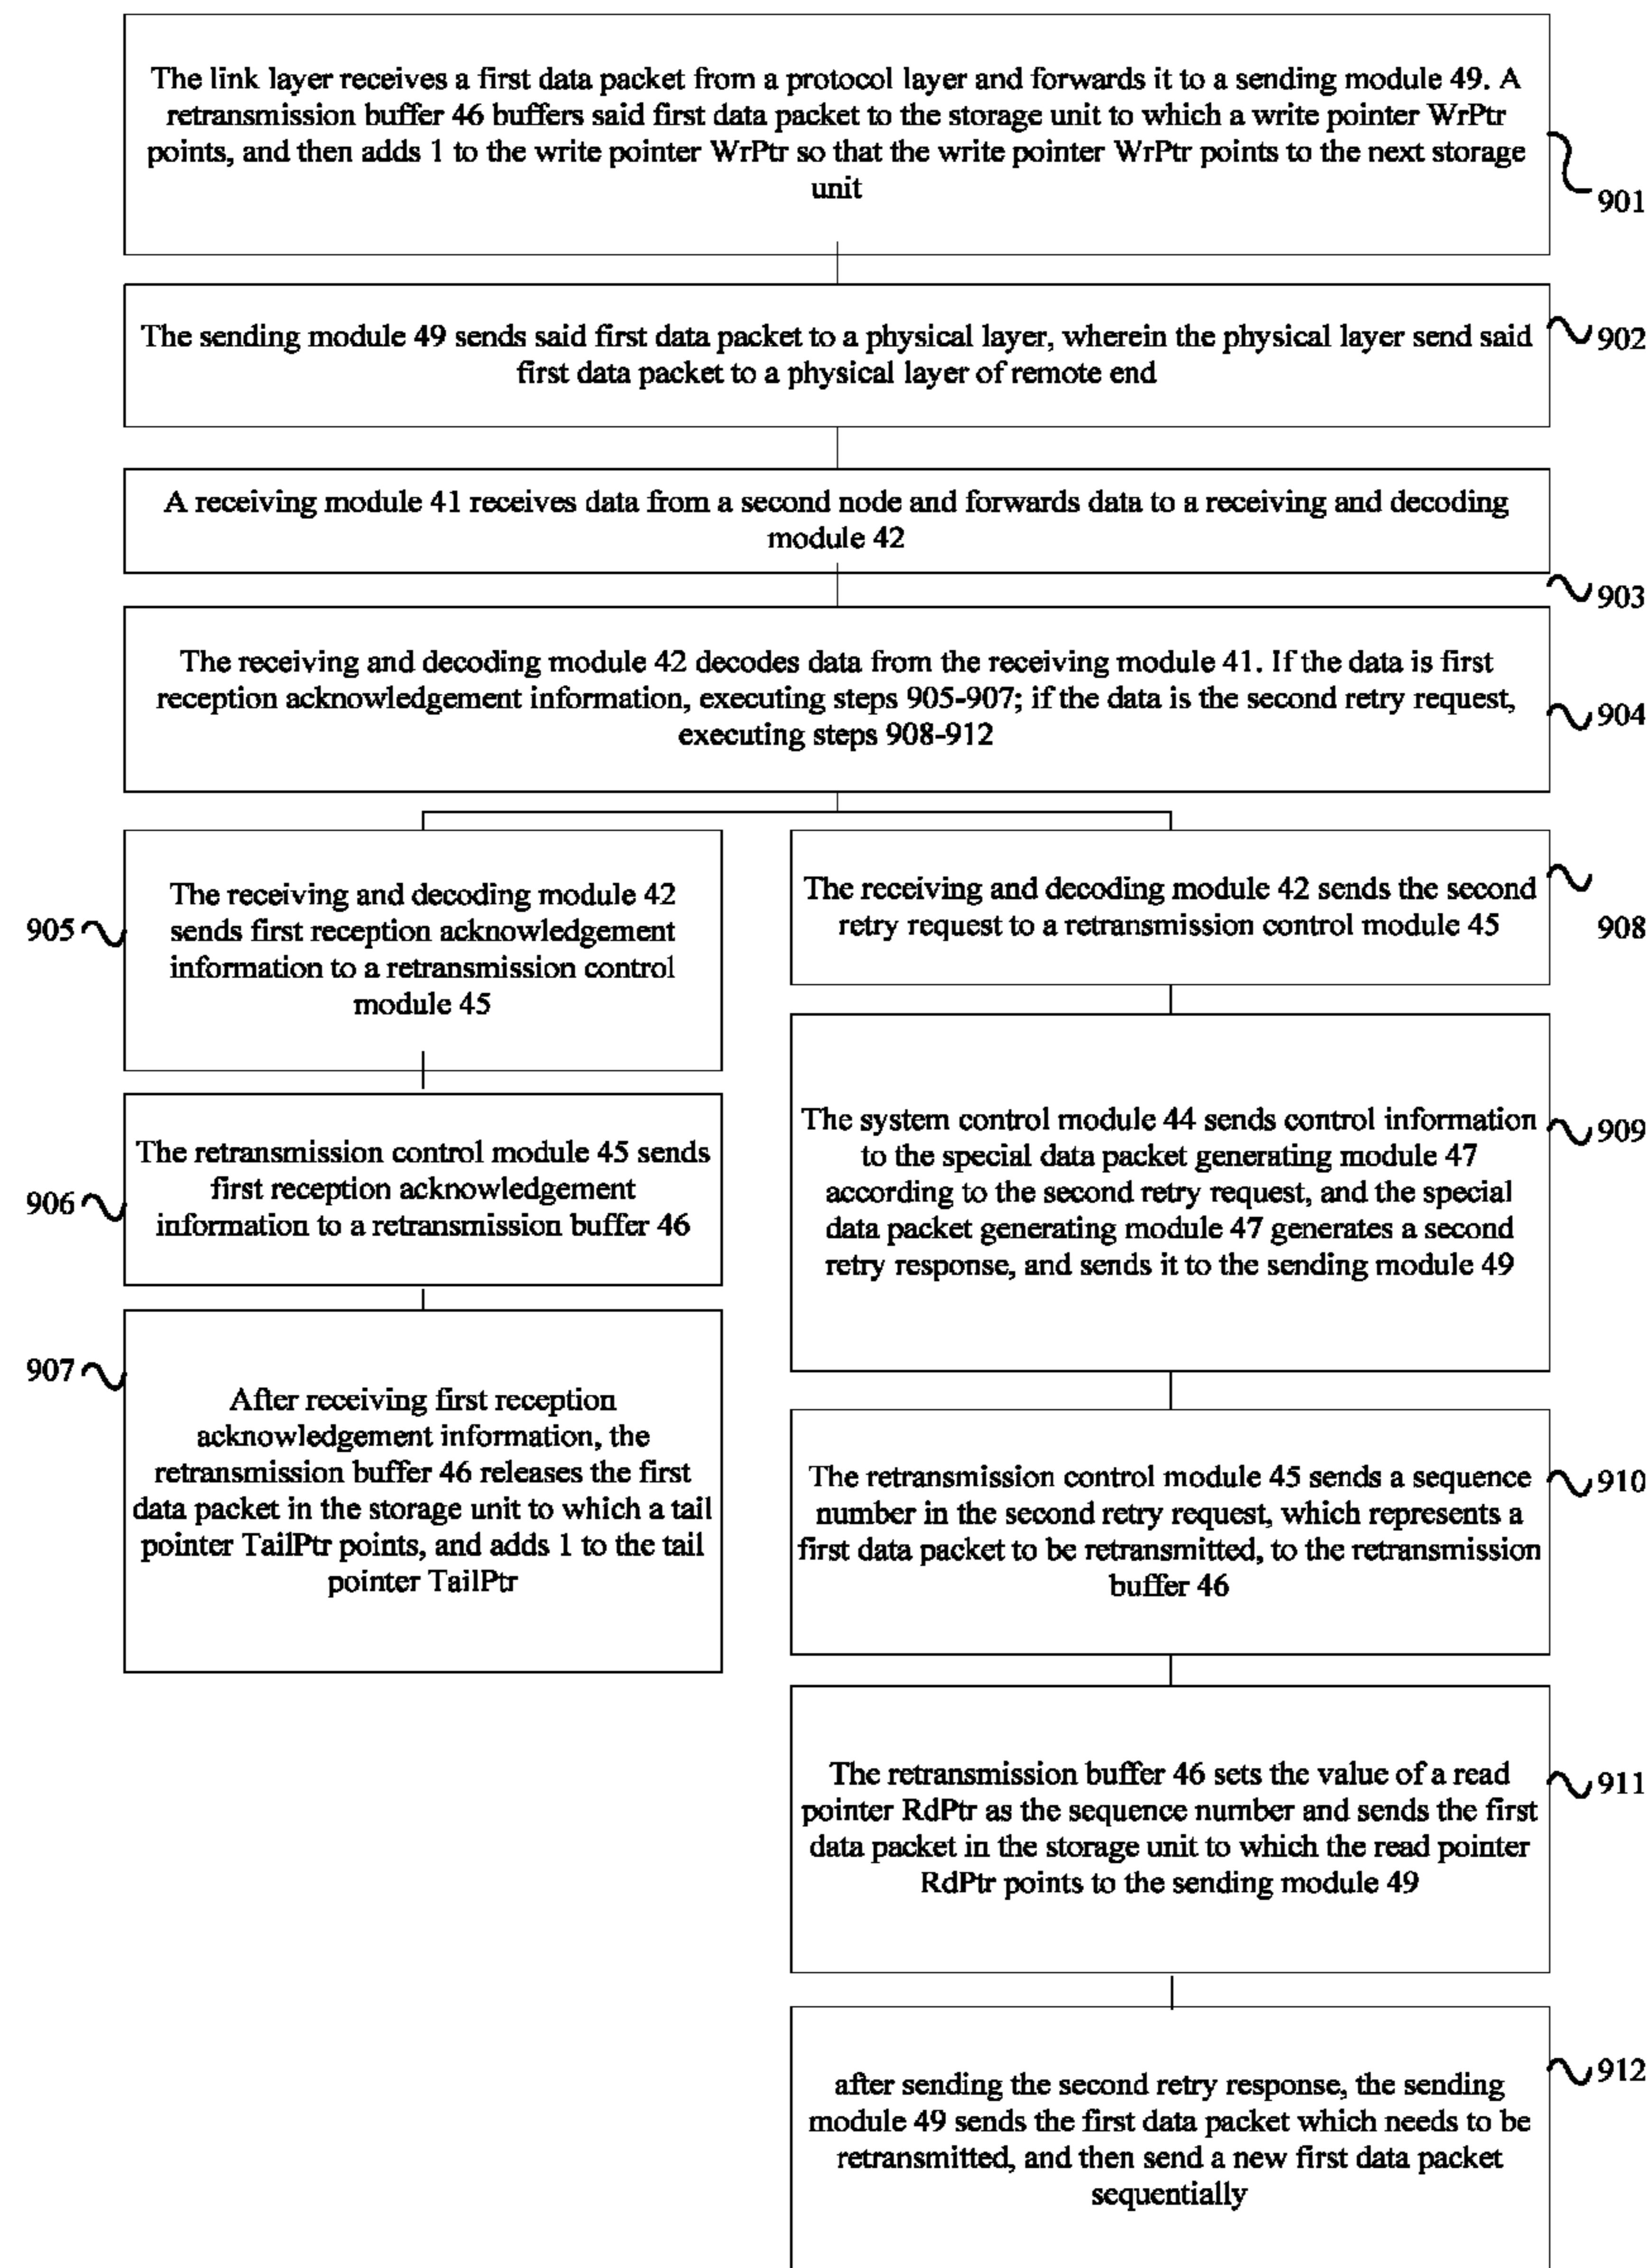 The link layer receives a first data packet from a protocol layer and forwards it to a sending module 49. A
retransmission buffer 46 buffers said first data packet to the storage unit to which a write pointer WrPtr
points, and then adds 1 to the write pointer WrPtr so that the write pointer WrPtr points to the next storage
unit
901
The sending module 49 sends said first data packet to a physical layer, wherein the physical layer send said
first data packet to a physical layer of remote end
902
A receiving module 41 receives data from a second node and forwards data to a receiving and decoding
module 42
903
The receiving and decoding module 42 decodes data from the receiving module 41. If the data is first
reception acknowledgement information, executing steps 905-907; if the data is the second retry request,
executing steps 908-912
904
905
The receiving and decoding module 42
sends first reception acknowledgement
information to a retransmission control
module 45
906
The retransmission control module 45 sends
first reception acknowledgement
information to a retransmission buffer 46
907
After receiving first reception
acknowledgement information, the
retransmission buffer 46 releases the first
data packet in the storage unit to which a tail
pointer TailPtr points, and adds 1 to the tail
pointer TailPtr
The receiving and decoding module 42 sends the second
retry request to a retransmission control module 45
908
The system control module 44 sends control information
to the special data packet generating module 47
according to the second retry request, and the special
data packet generating module 47 generates a second
retry response, and sends it to the sending module 49
909
The retransmission control module 45 sends a sequence
number in the second retry request, which represents a
first data packet to be retransmitted, to the retransmission
buffer 46
910
The retransmission buffer 46 sets the value of a read
pointer RdPtr as the sequence number and sends the first
data packet in the storage unit to which the read pointer
RdPtr points to the sending module 49
911
after sending the second retry response, the sending
module 49 sends the first data packet which needs to be
retransmitted, and then send a new first data packet
sequentially
912